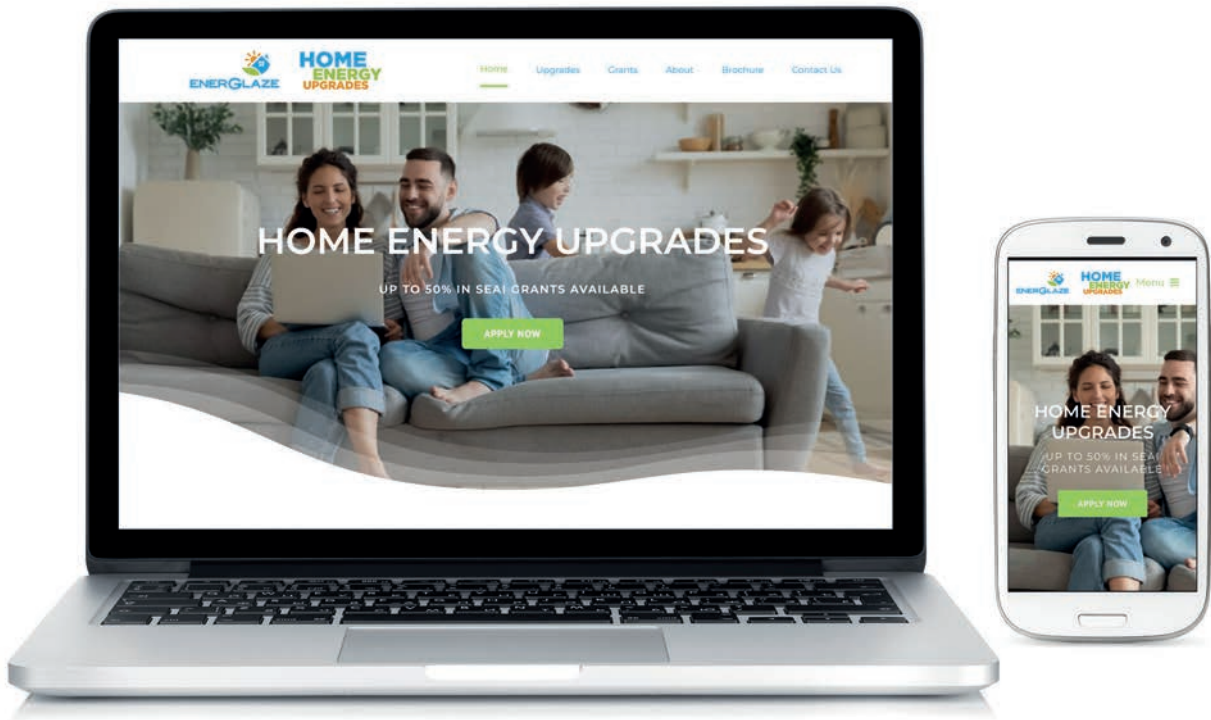 ENERGLAZE
HOME
ENERGY
UPGRADES
Home Upgrades Grants About Brochure Contact Us
HOME ENERGY UPGRADES
UP TO 50% IN SEAI GRANTS AVAILABLE
APPLY NOW
ENERGLAZE
HOME
ENERGY
UPGRADES
Menu
HOME ENERGY
UPGRADES
UP TO 50% IN SEAI
GRANTS AVAILABLE
APPLY NOW